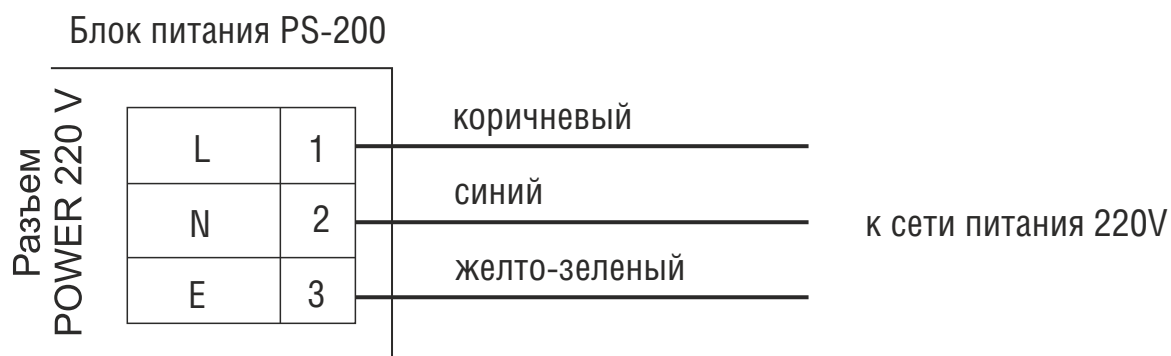 Блок питания PS-200
Разъем
POWER 220 V
L 1 коричневый
N 2 синий
E 3 желто-зеленый
к сети питания 220V